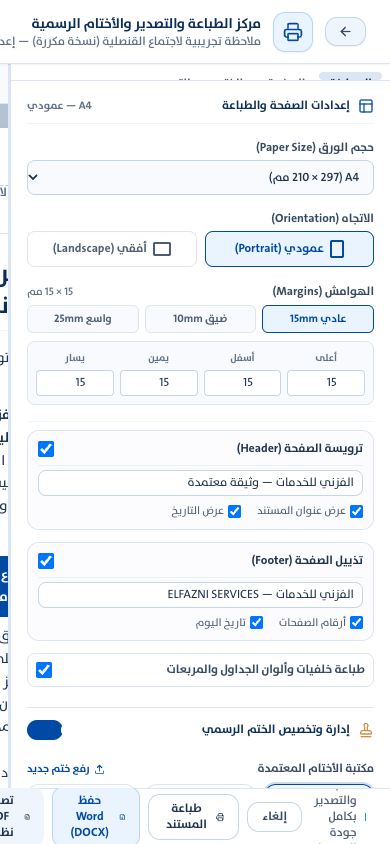 مركز الطباعة والتصدير والأختام الرسمية
ملاحظة تجريبية لاجتماع القنصلية (نسخة مكررة) — إعد
إعدادات الصفحة والطباعة
A4 — عمودي
حجم الورق (Paper Size)
A4 (210 × 297 مم)
الاتجاه (Orientation)
عمودي (Portrait)
أفقي (Landscape)
الهوامش (Margins)
15 × 15 مم
عادي 15mm
ضيق 10mm
واسع 25mm
أعلى
أسفل
يمين
يسار
15
15
15
15
ترويسة الصفحة (Header)
الفزني للخدمات — وثيقة معتمدة
عرض عنوان المستند
عرض التاريخ
تذييل الصفحة (Footer)
الفزني للخدمات — ELFAZNI SERVICES
أرقام الصفحات
تاريخ اليوم
طباعة خلفيات وألوان الجداول والمربعات
إدارة وتخصيص الختم الرسمي
مكتبة الأختام المعتمدة
رفع ختم جديد
والتصدير
بكامل
جودة
إلغاء
طباعة
المستند
حفظ
Word
(DOCX)